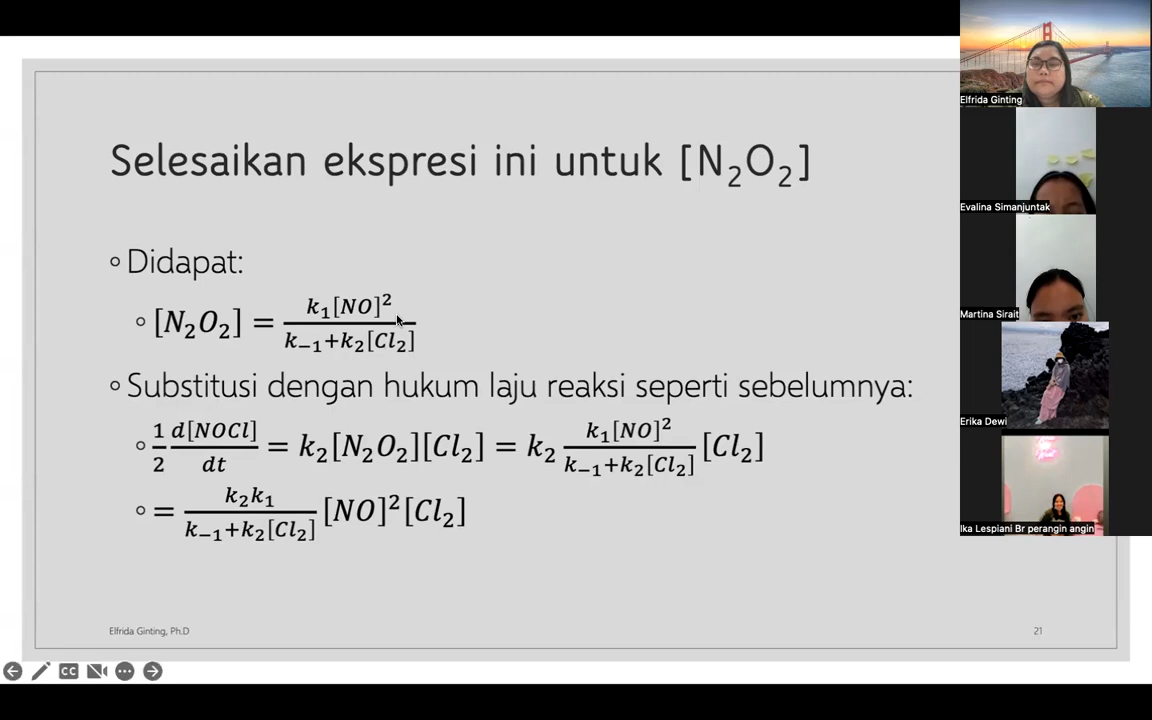 Selesaikan ekspresi ini untuk [N₂O₂]
◦ Didapat:
◦ [N₂O₂] = k₁[NO]² / k₋₁+k₂[Cl₂]
◦ Substitusi dengan hukum laju reaksi seperti sebelumnya:
◦ 1/2 d[NOCl]/dt = k₂[N₂O₂][Cl₂] = k₂ k₁[NO]² / k₋₁+k₂[Cl₂] [Cl₂]
◦ = k₂k₁ / k₋₁+k₂[Cl₂] [NO]²[Cl₂]
Elfrida Ginting, Ph.D
21
CC
Elfrida Ginting
Evalina Simanjuntak
Martina Sirait
Erika Dewi
Ika Lespiani Br perangin angin